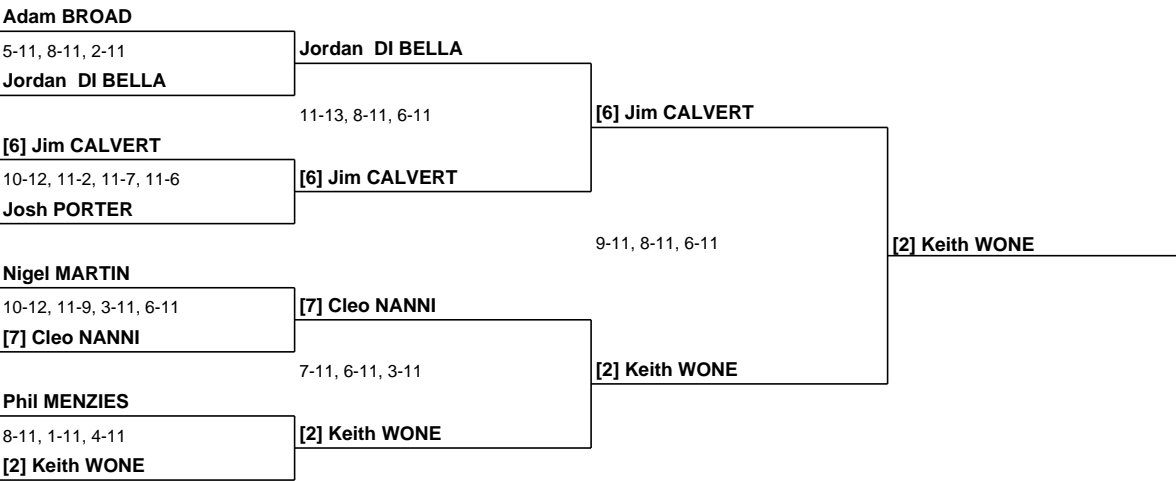 Adam BROAD
5-11, 8-11, 2-11
Jordan  DI BELLA
Jordan  DI BELLA
11-13, 8-11, 6-11
[6] Jim CALVERT
[6] Jim CALVERT
10-12, 11-2, 11-7, 11-6
[6] Jim CALVERT
Josh PORTER
9-11, 8-11, 6-11
[2] Keith WONE
Nigel MARTIN
10-12, 11-9, 3-11, 6-11
[7] Cleo NANNI
[7] Cleo NANNI
7-11, 6-11, 3-11
[2] Keith WONE
Phil MENZIES
8-11, 1-11, 4-11
[2] Keith WONE
[2] Keith WONE